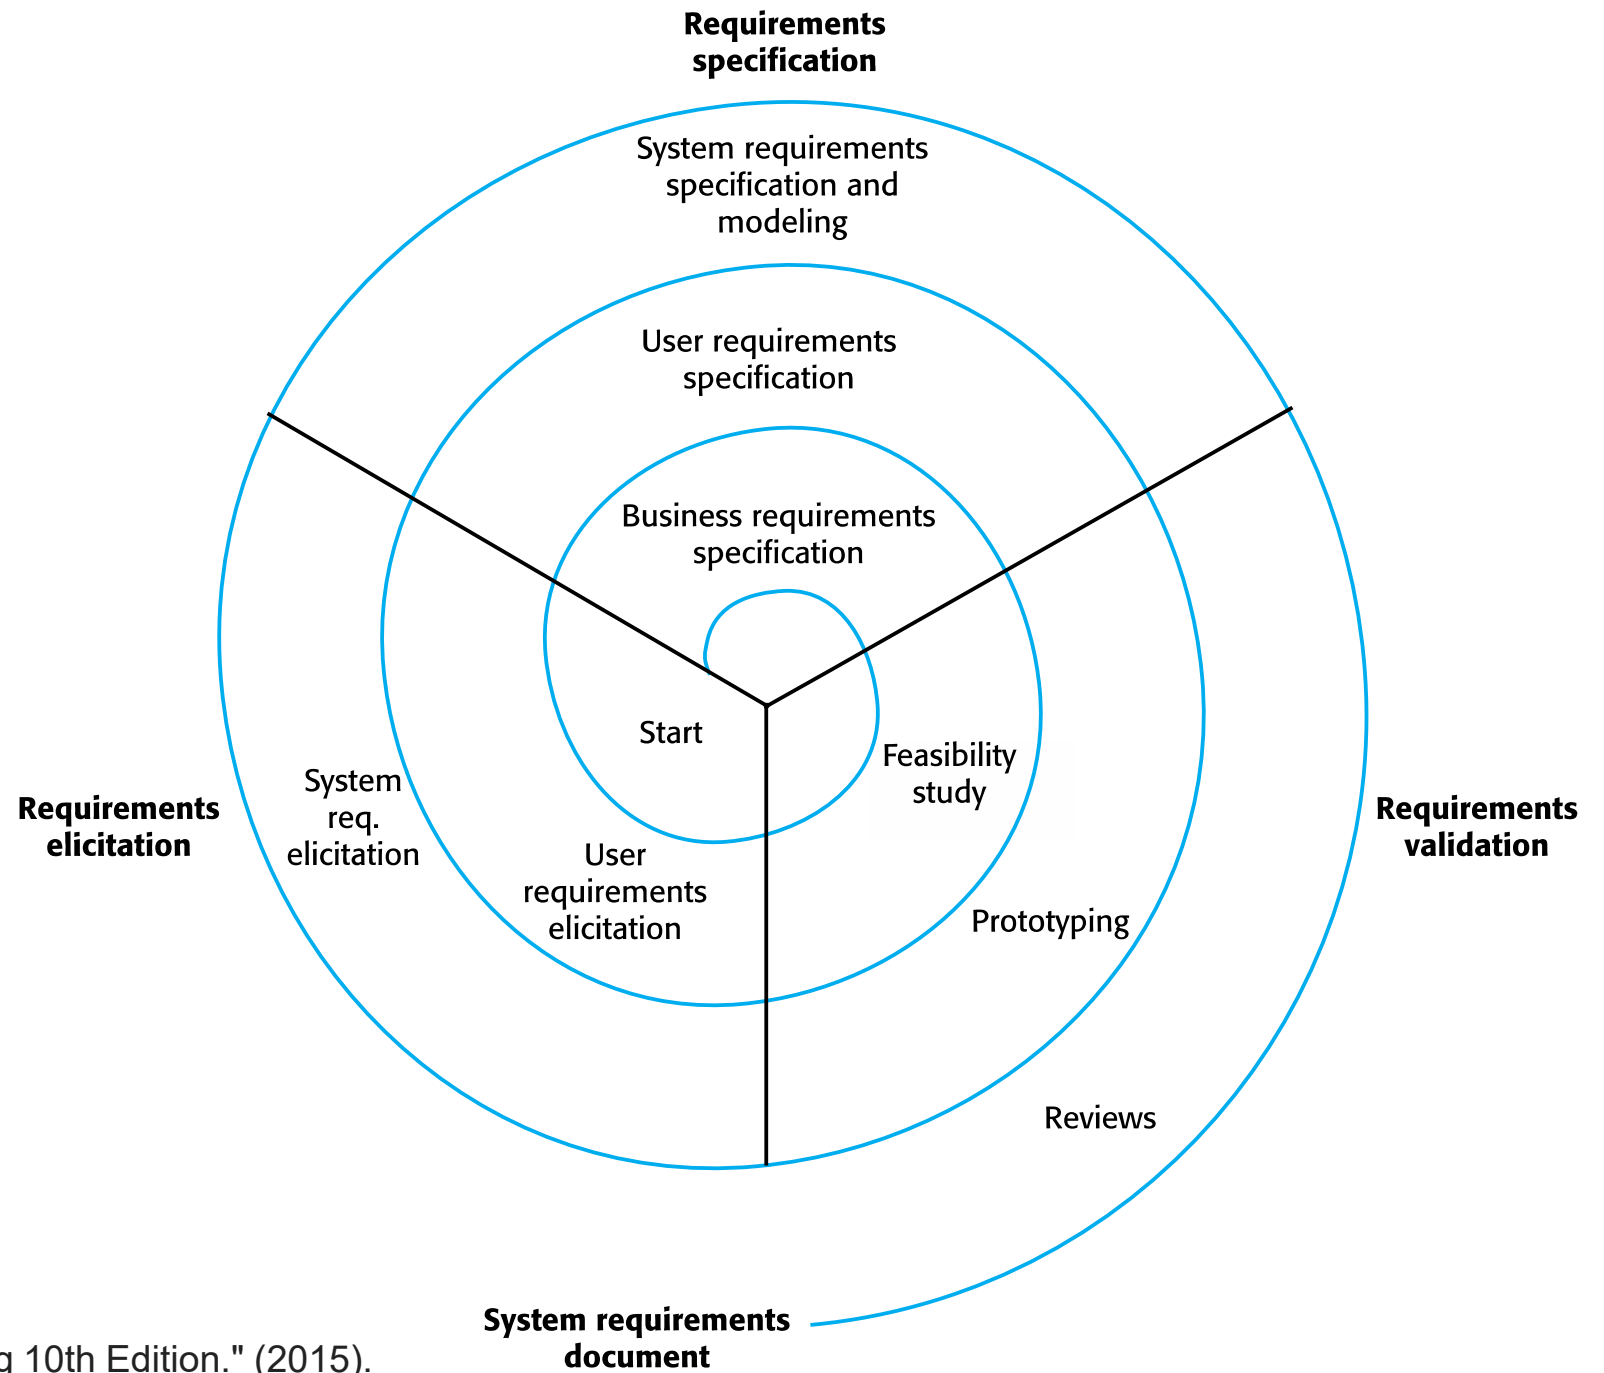 Requirements
specification
System requirements
specification and
modeling
User requirements
specification
Business requirements
specification
Start
Feasibility
study
System
req.
elicitation
Requirements
elicitation
Requirements
validation
User
requirements
elicitation
Prototyping
Reviews
System requirements
document
10th Edition." (2015).